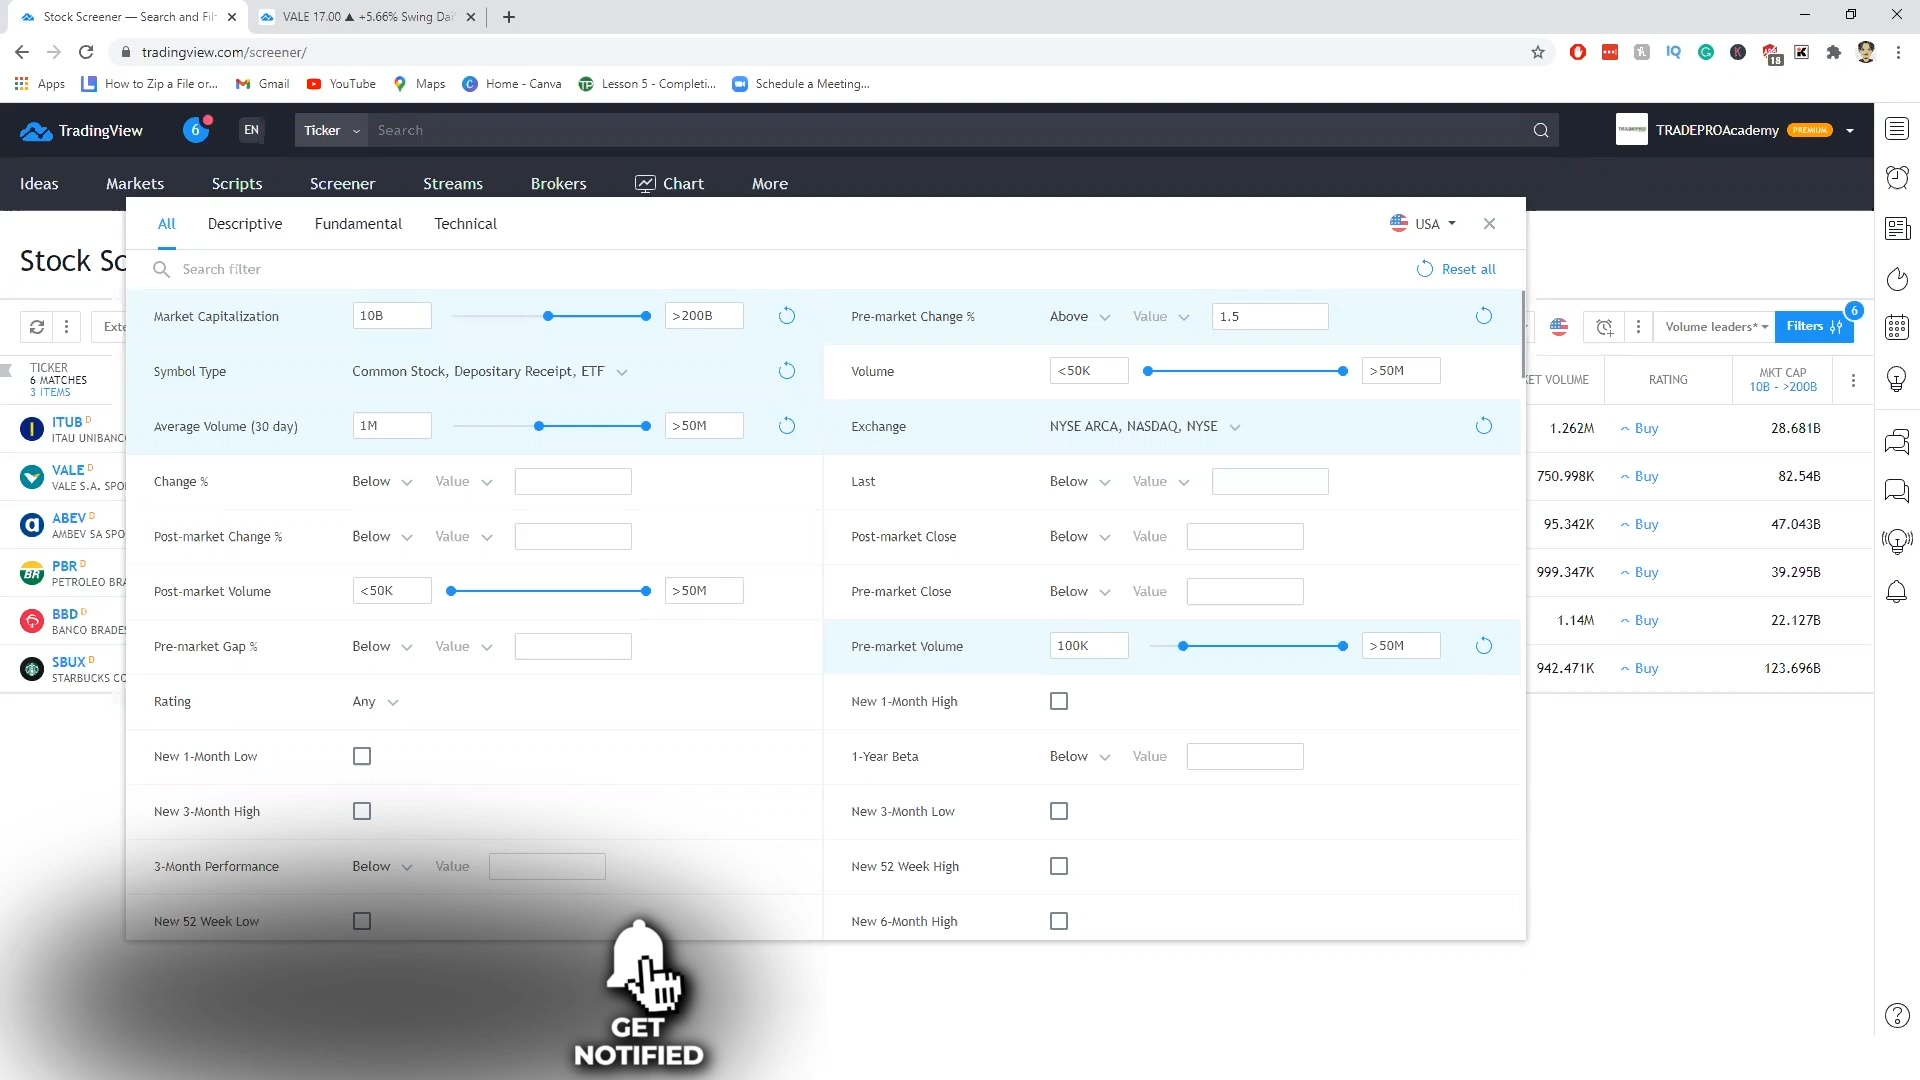 Stock Screener — Search and Fil
VALE 17.00 ▲ +5.66% Swing Dai
tradingview.com/screener/
18
Apps
How to Zip a File or...
Gmail
YouTube
Maps
Home - Canva
Lesson 5 - Completi...
Schedule a Meeting...
TradingView
6
EN
Ticker
Search
TRADEPROAcademy
PREMIUM
Ideas
Markets
Scripts
Screener
Streams
Brokers
Chart
More
All
Descriptive
Fundamental
Technical
USA
Stock Sc
Search filter
Reset all
Market Capitalization 10B >200B
Pre-market Change % Above Value 1.5
Exte
Volume leaders*
Filters
6
Symbol Type Common Stock, Depositary Receipt, ETF
Volume <50K >50M
TICKER
6 MATCHES
3 ITEMS
ET VOLUME
RATING
MKT CAP
10B - >200B
Average Volume (30 day) 1M >50M
Exchange NYSE ARCA, NASDAQ, NYSE
ITUB D
ITAU UNIBANC
1.262M Buy 28.681B
VALE D
VALE S.A. SPO
750.998K Buy 82.54B
Change % Below Value
Last Below Value
ABEV D
AMBEV SA SPO
95.342K Buy 47.043B
Post-market Change % Below Value
Post-market Close Below Value
PBR D
PETROLEO BRA
999.347K Buy 39.295B
Post-market Volume <50K >50M
Pre-market Close Below Value
BBD D
BANCO BRADES
1.14M Buy 22.127B
Pre-market Gap % Below Value
Pre-market Volume 100K >50M
SBUX D
STARBUCKS CO
942.471K Buy 123.696B
Rating Any
New 1-Month High
New 1-Month Low
1-Year Beta Below Value
New 3-Month High
New 3-Month Low
3-Month Performance Below Value
New 52 Week High
New 52 Week Low
New 6-Month High
GET
NOTIFIED